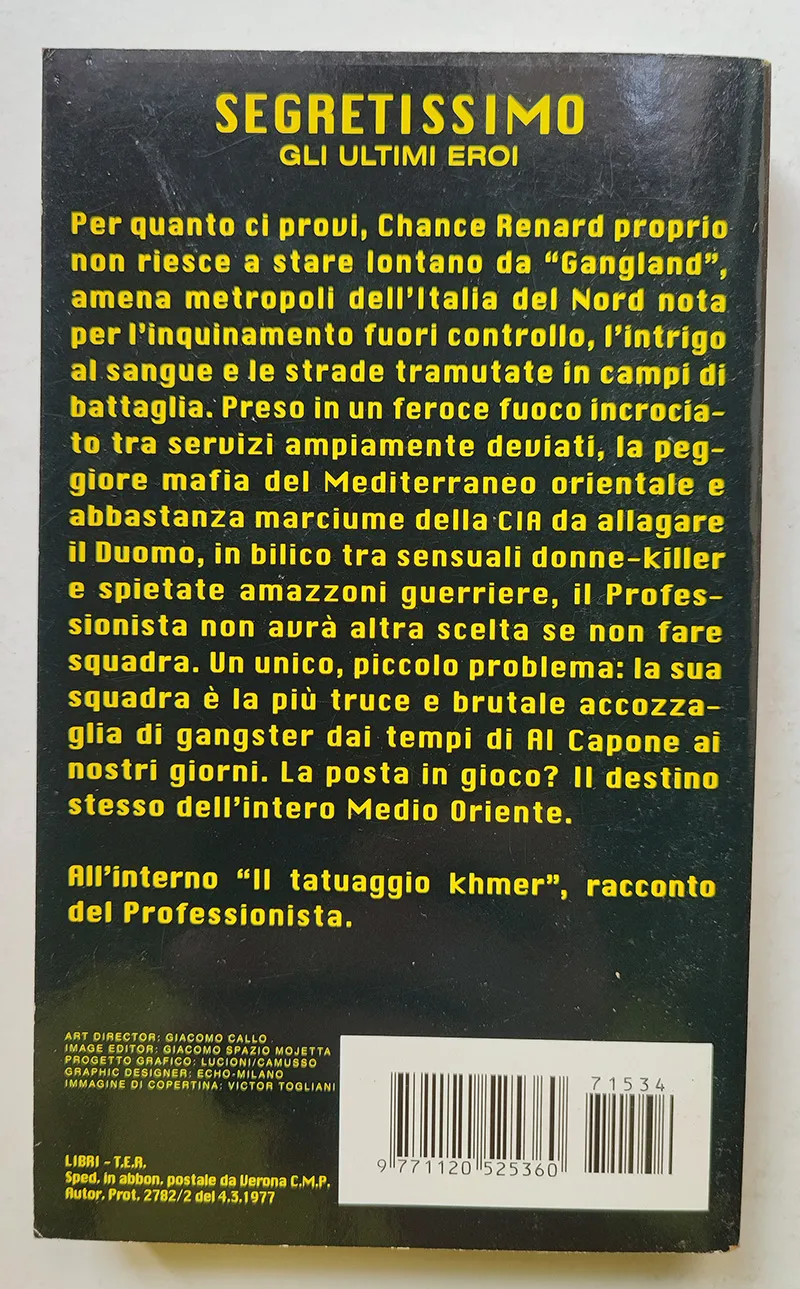 SEGRETISSIMO
GLI ULTIMI EROI
Per quanto ci provi, Chance Renard proprio
non riesce a stare lontano da “Gangland”,
amena metropoli dell’Italia del Nord nota
per l’inquinamento fuori controllo, l’intrigo
al sangue e le strade tramutate in campi di
battaglia. Preso in un feroce fuoco incrocia-
to tra servizi ampiamente deviati, la peg-
giore mafia del Mediterraneo orientale e
abbastanza marciume della CIA da allagare
il Duomo, in bilico tra sensuali donne-killer
e spietate amazzoni guerriere, il Profes-
sionista non avrà altra scelta se non fare
squadra. Un unico, piccolo problema: la sua
squadra è la più truce e brutale accozza-
glia di gangster dai tempi di Al Capone ai
nostri giorni. La posta in gioco? Il destino
stesso dell’intero Medio Oriente.
All’interno “Il tatuaggio khmer”, racconto
del Professionista.
ART DIRECTOR: GIACOMO CALLO
IMAGE EDITOR: GIACOMO SPAZIO MOJETTA
PROGETTO GRAFICO: LUCIONI/CAMUSSO
GRAPHIC DESIGNER: ECHO-MILANO
IMMAGINE DI COPERTINA: VICTOR TOGLIANI
LIBRI - T.E.R.
Sped. in abbon. postale da Verona C.M.P.
Autor. Prot. 2782/2 del 4.3.1977
71534
9 771120 525360